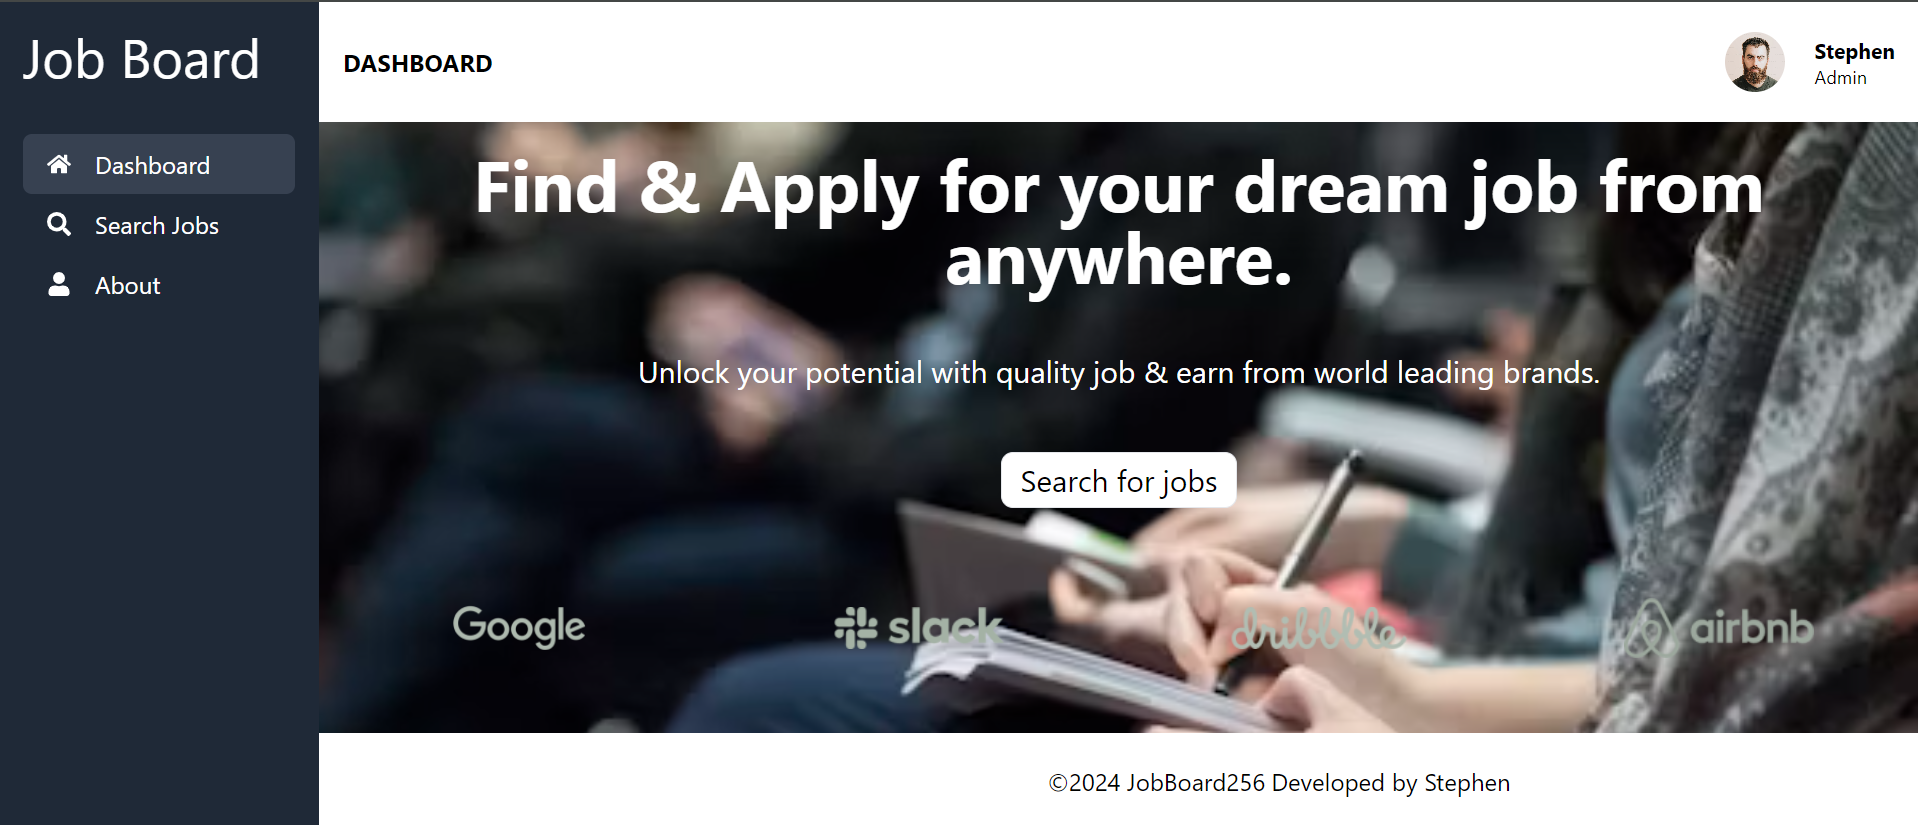 Job Board
Dashboard
Search Jobs
About
DASHBOARD
Stephen
Admin
Find & Apply for your dream job from
anywhere.
Unlock your potential with quality job & earn from world leading brands.
Search for jobs
Google
slack
dribbble
airbnb
©2024 JobBoard256 Developed by Stephen